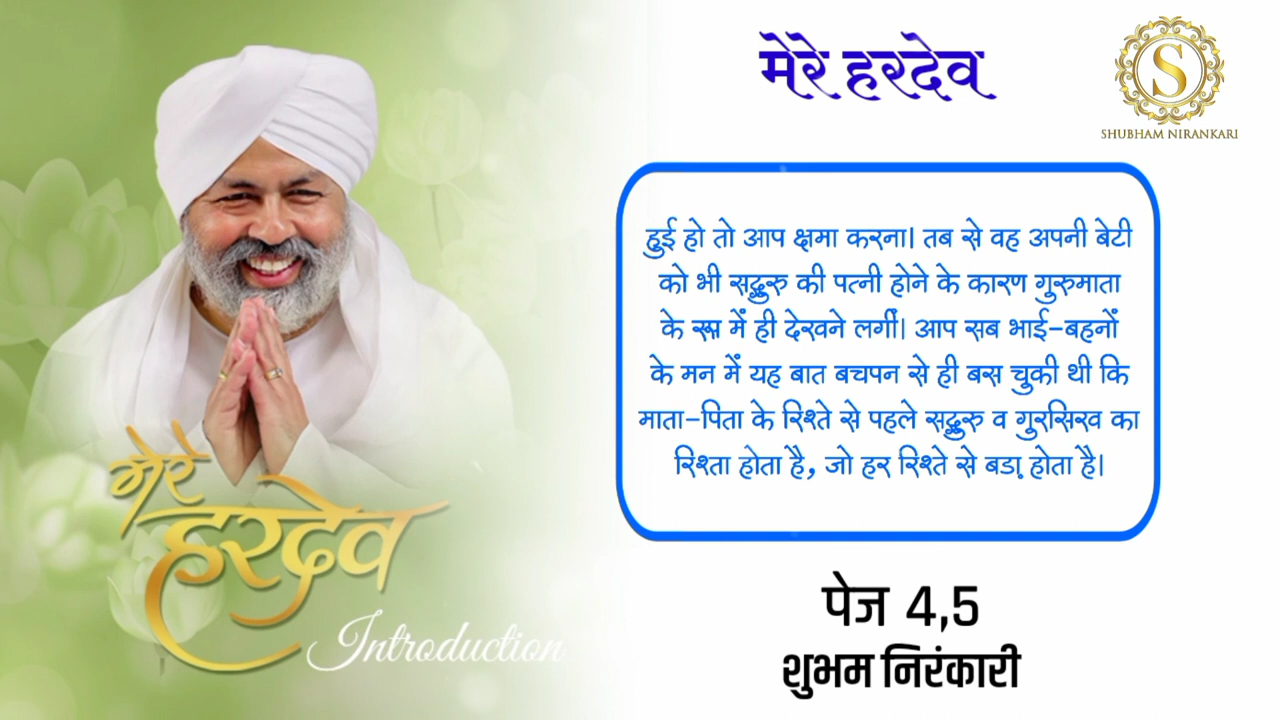 मेरे हरदेव
S
SHUBHAM NIRANKARI
हुई हो तो आप क्षमा करना। तब से वह अपनी बेटी
को भी सद्गुरु की पत्नी होने के कारण गुरुमाता
के रूप में ही देखने लगीं। आप सब भाई-बहनों
के मन में यह बात बचपन से ही बस चुकी थी कि
माता-पिता के रिश्ते से पहले सद्गुरु व गुरसिख का
रिश्ता होता है, जो हर रिश्ते से बडा़ होता है।
मेरे
हरदेव
Introduction
पेज 4,5
शुभम निरंकारी